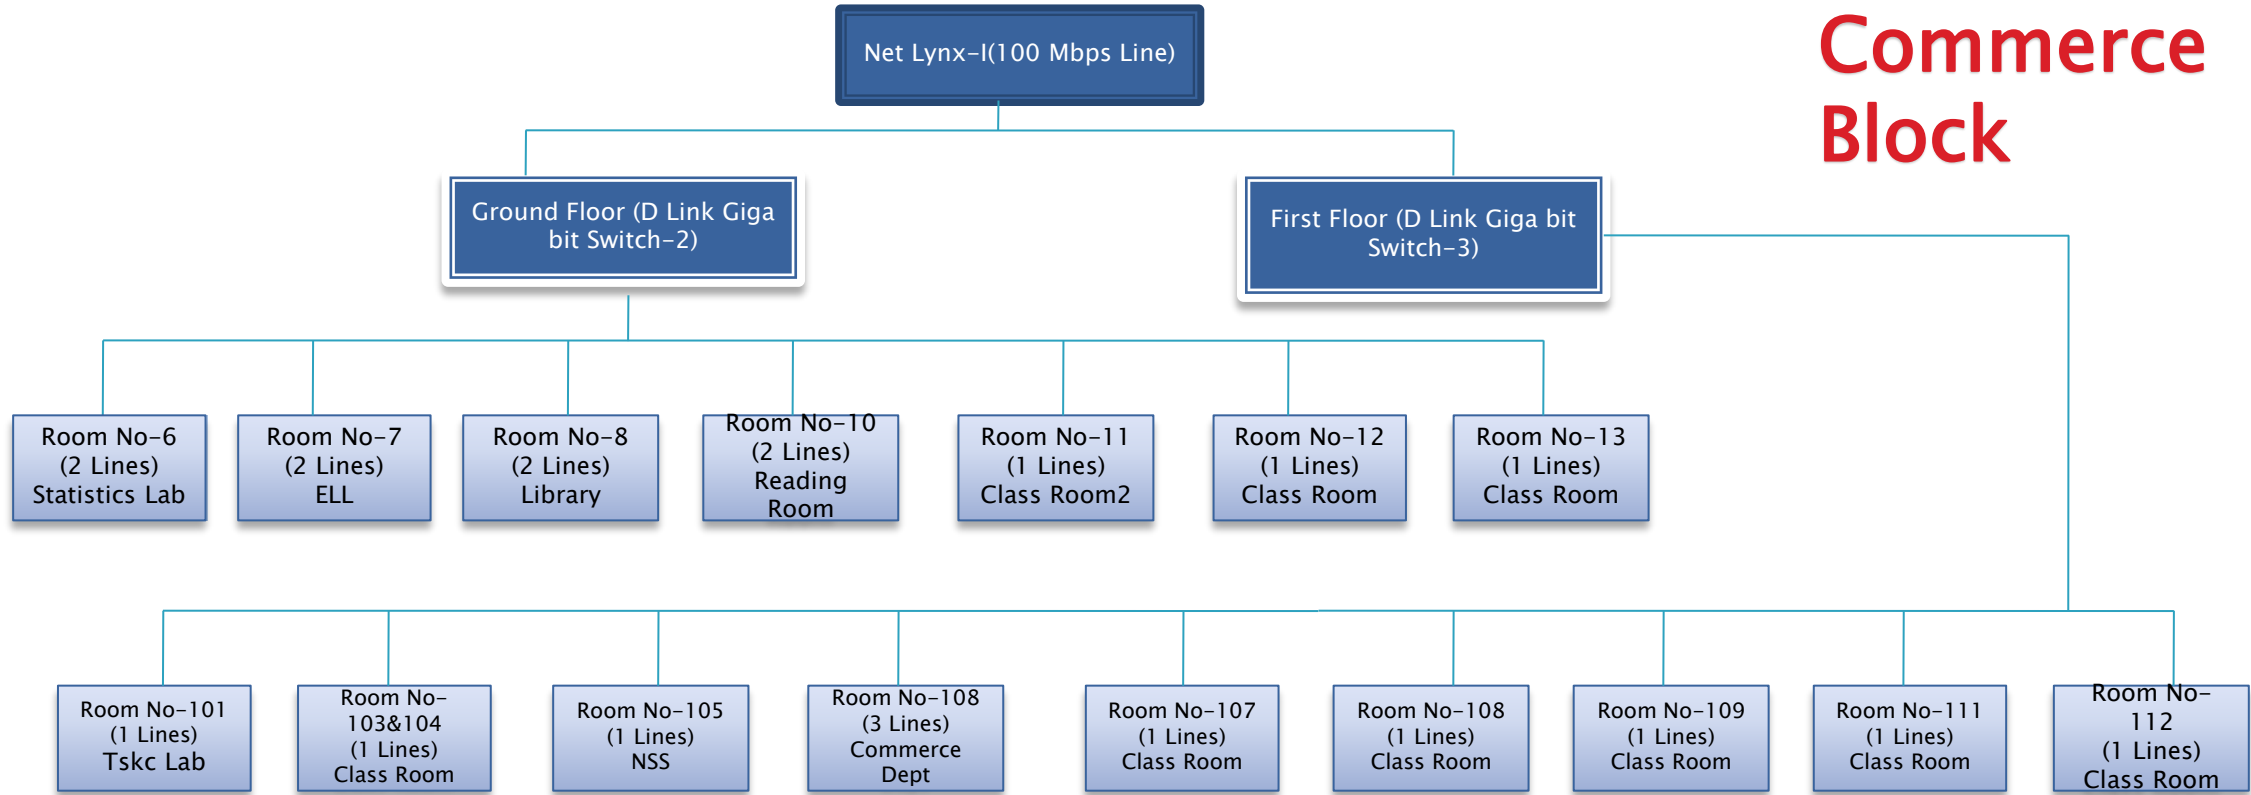 Net Lynx-I(100 Mbps Line)
Commerce
Block
Ground Floor (D Link Giga
bit Switch-2)
First Floor (D Link Giga bit
Switch-3)
Room No-6
(2 Lines)
Statistics Lab
Room No-7
(2 Lines)
ELL
Room No-8
(2 Lines)
Library
Room No-10
(2 Lines)
Reading
Room
Room No-11
(1 Lines)
Class Room2
Room No-12
(1 Lines)
Class Room
Room No-13
(1 Lines)
Class Room
Room No-101
(1 Lines)
Tskc Lab
Room No-
103&104
(1 Lines)
Class Room
Room No-105
(1 Lines)
NSS
Room No-108
(3 Lines)
Commerce
Dept
Room No-107
(1 Lines)
Class Room
Room No-108
(1 Lines)
Class Room
Room No-109
(1 Lines)
Class Room
Room No-111
(1 Lines)
Class Room
Room No-
112
(1 Lines)
Class Room